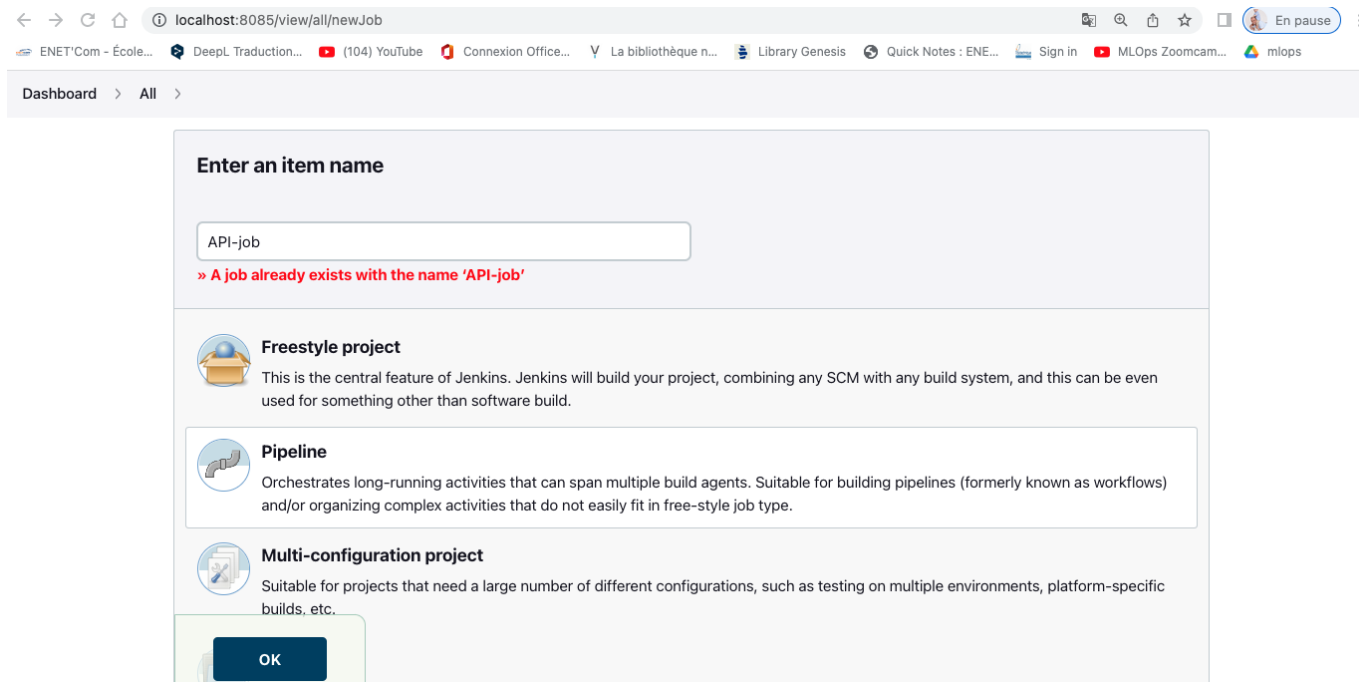 localhost:8085/view/all/newJob
En pause
ENET'Com - École... DeepL Traduction... (104) YouTube Connexion Office... La bibliothèque n... Library Genesis Quick Notes : ENE... Sign in MLOps Zoomcam... mlops
Dashboard > All >
Enter an item name
API-job
» A job already exists with the name ‘API-job’
Freestyle project
This is the central feature of Jenkins. Jenkins will build your project, combining any SCM with any build system, and this can be even
used for something other than software build.
Pipeline
Orchestrates long-running activities that can span multiple build agents. Suitable for building pipelines (formerly known as workflows)
and/or organizing complex activities that do not easily fit in free-style job type.
Multi-configuration project
Suitable for projects that need a large number of different configurations, such as testing on multiple environments, platform-specific
builds, etc.
OK